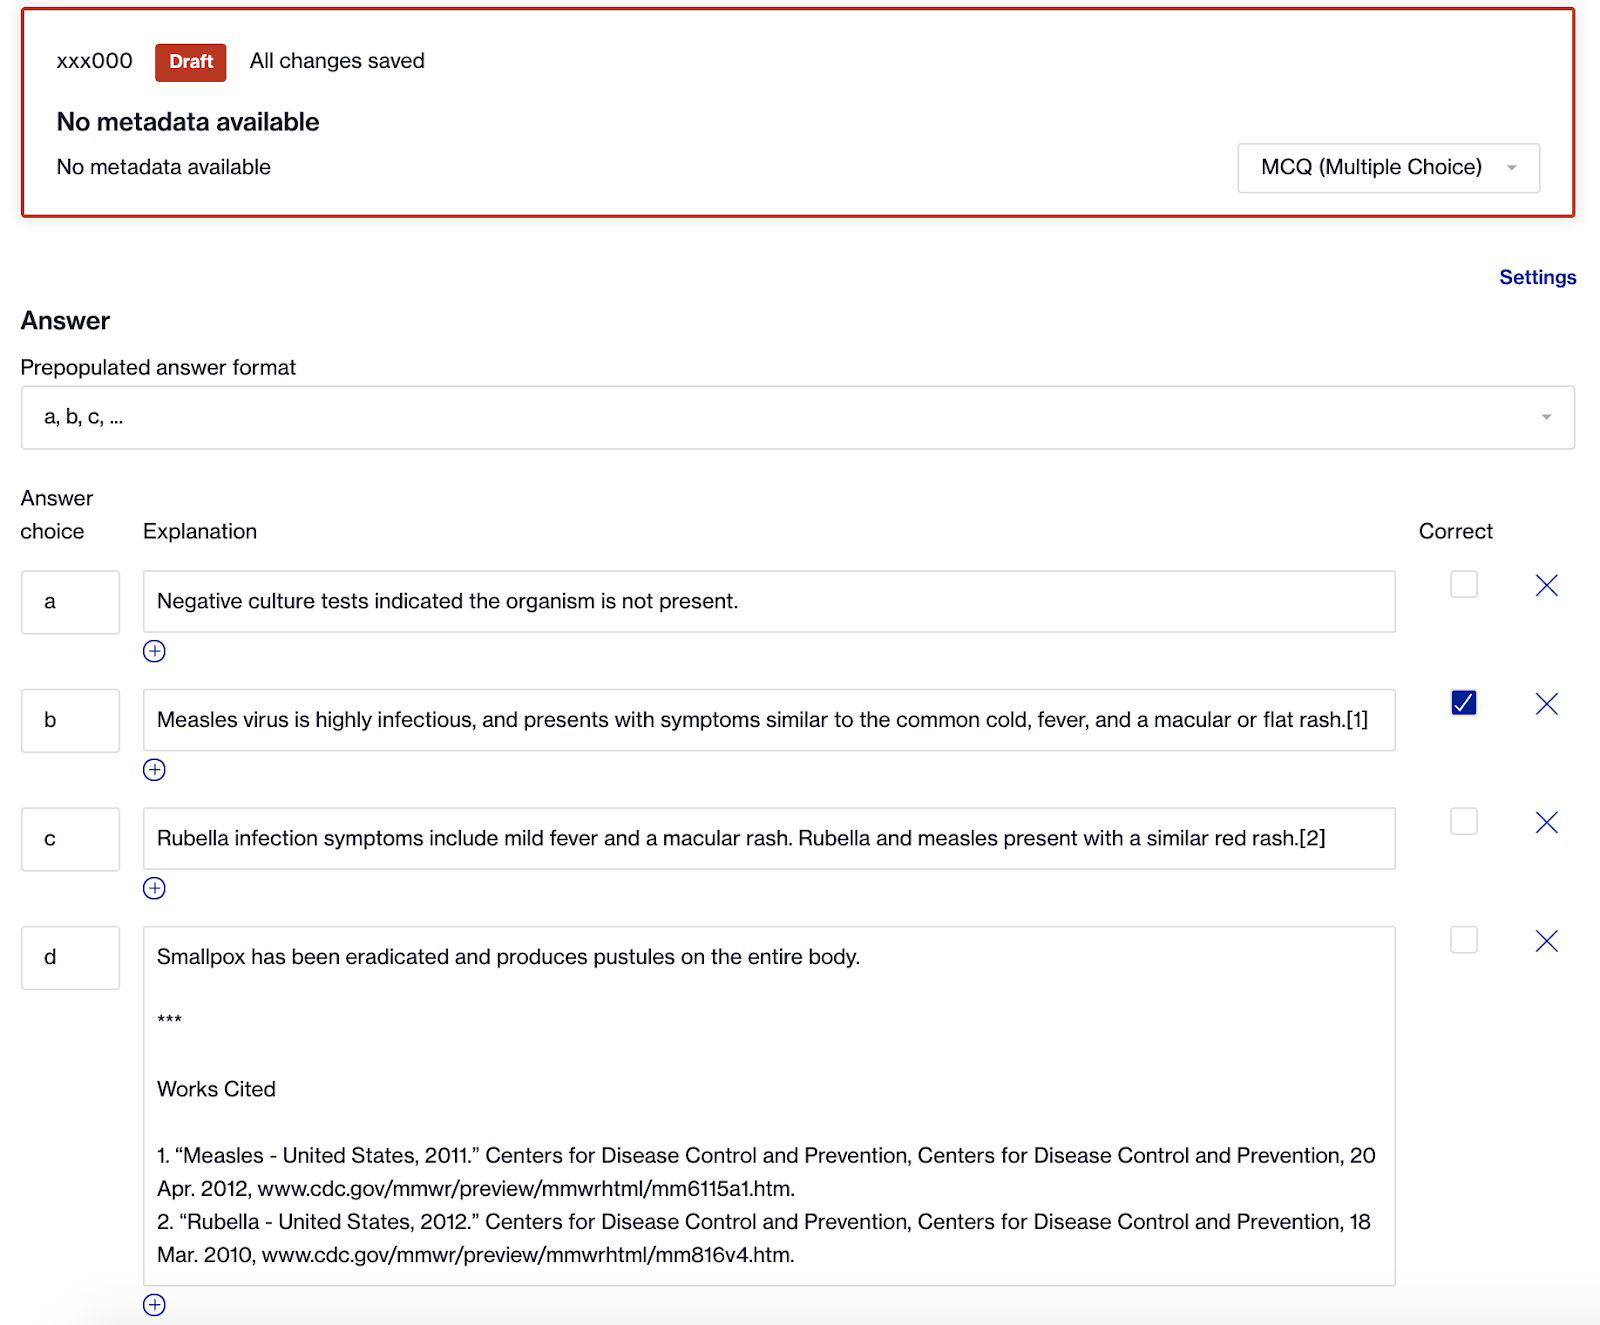 xxx000 Draft All changes saved
No metadata available
No metadata available
MCQ (Multiple Choice)
Settings
Answer
Prepopulated answer format
a, b, c, ...
Answer
choice Explanation Correct
a Negative culture tests indicated the organism is not present.
b Measles virus is highly infectious, and presents with symptoms similar to the common cold, fever, and a macular or flat rash.[1]
c Rubella infection symptoms include mild fever and a macular rash. Rubella and measles present with a similar red rash.[2]
d Smallpox has been eradicated and produces pustules on the entire body.
***
Works Cited
1. “Measles - United States, 2011.” Centers for Disease Control and Prevention, Centers for Disease Control and Prevention, 20
Apr. 2012, www.cdc.gov/mmwr/preview/mmwrhtml/mm6115a1.htm.
2. “Rubella - United States, 2012.” Centers for Disease Control and Prevention, Centers for Disease Control and Prevention, 18
Mar. 2010, www.cdc.gov/mmwr/preview/mmwrhtml/mm816v4.htm.